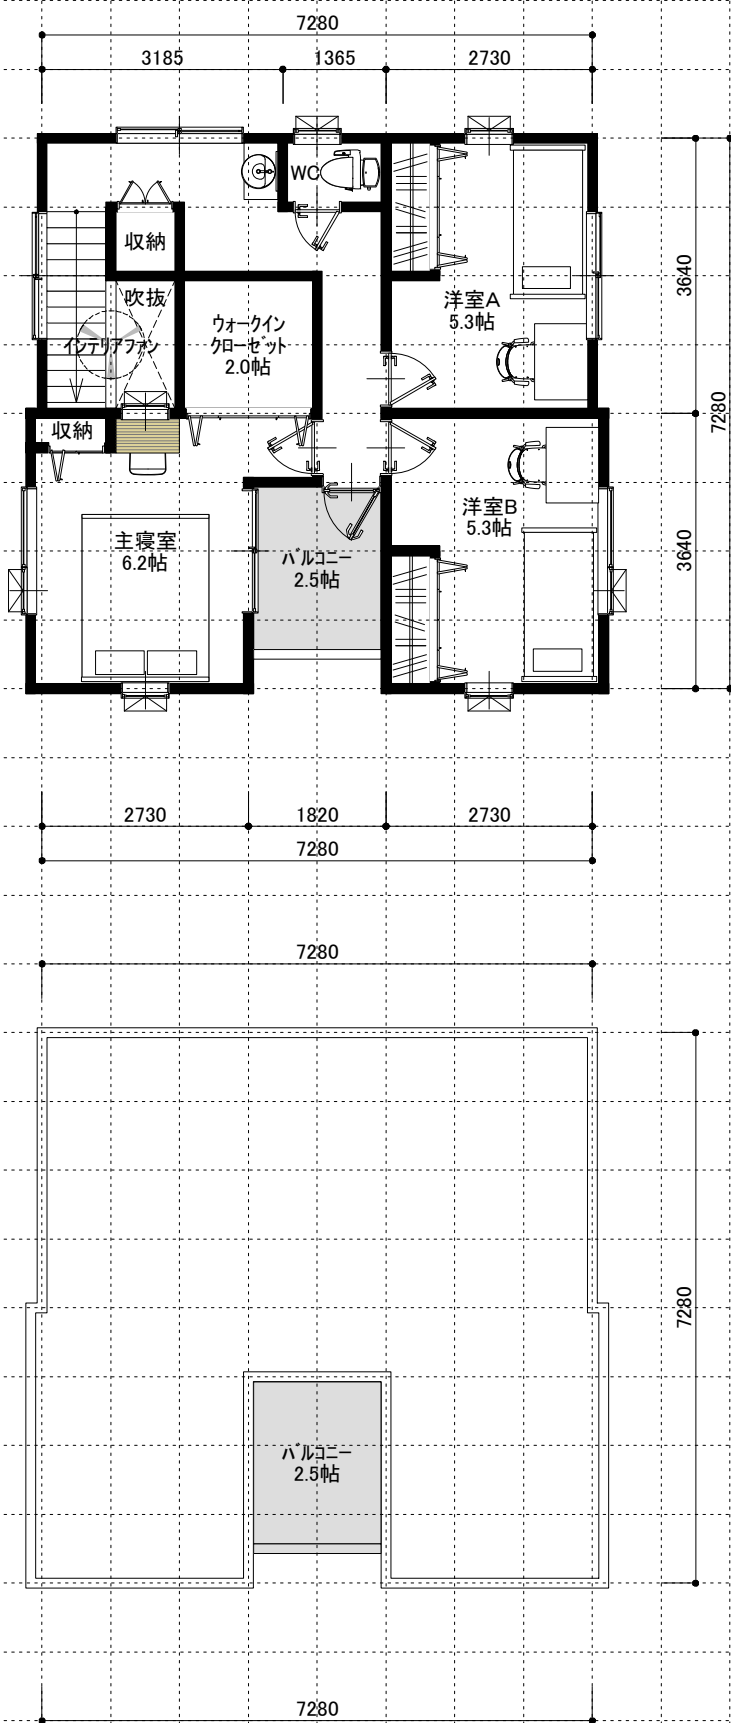 7280
3185
1365
2730
WC
収納
吹抜
インテリアファン
ウォークイン
クローゼット
2.0帖
洋室A
5.3帖
3640
7280
収納
主寝室
6.2帖
バルコニー
2.5帖
洋室B
5.3帖
3640
2730
1820
2730
7280
7280
7280
バルコニー
2.5帖
7280